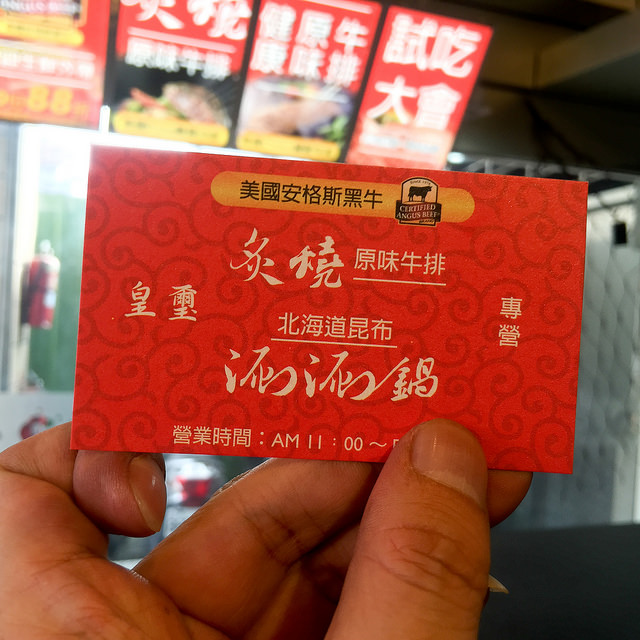 炙燒
原味牛排
健康
原味
牛排
試吃
大會
美國安格斯黑牛
CERTIFIED
ANGUS BEEF
炙燒 原味牛排
皇璽
北海道昆布
涮涮鍋
專營
營業時間：AM 11：00～